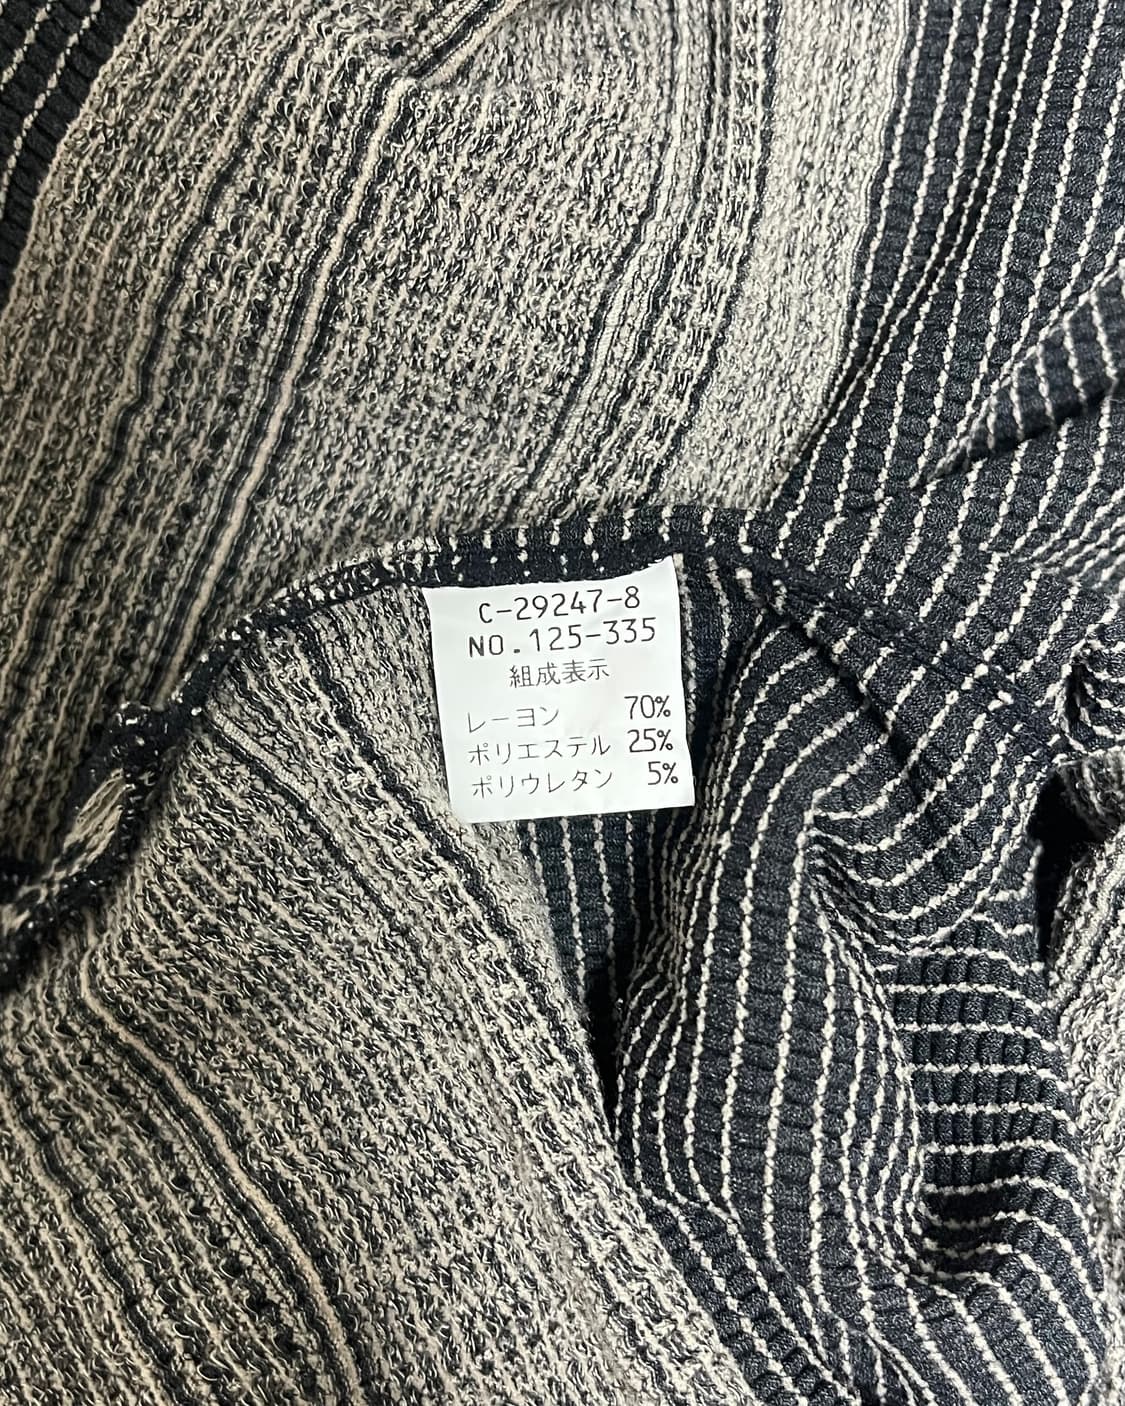 C-29247-8
NO.125-335
組成表示
レーヨン 70%
ポリエステル 25%
ポリウレタン 5%